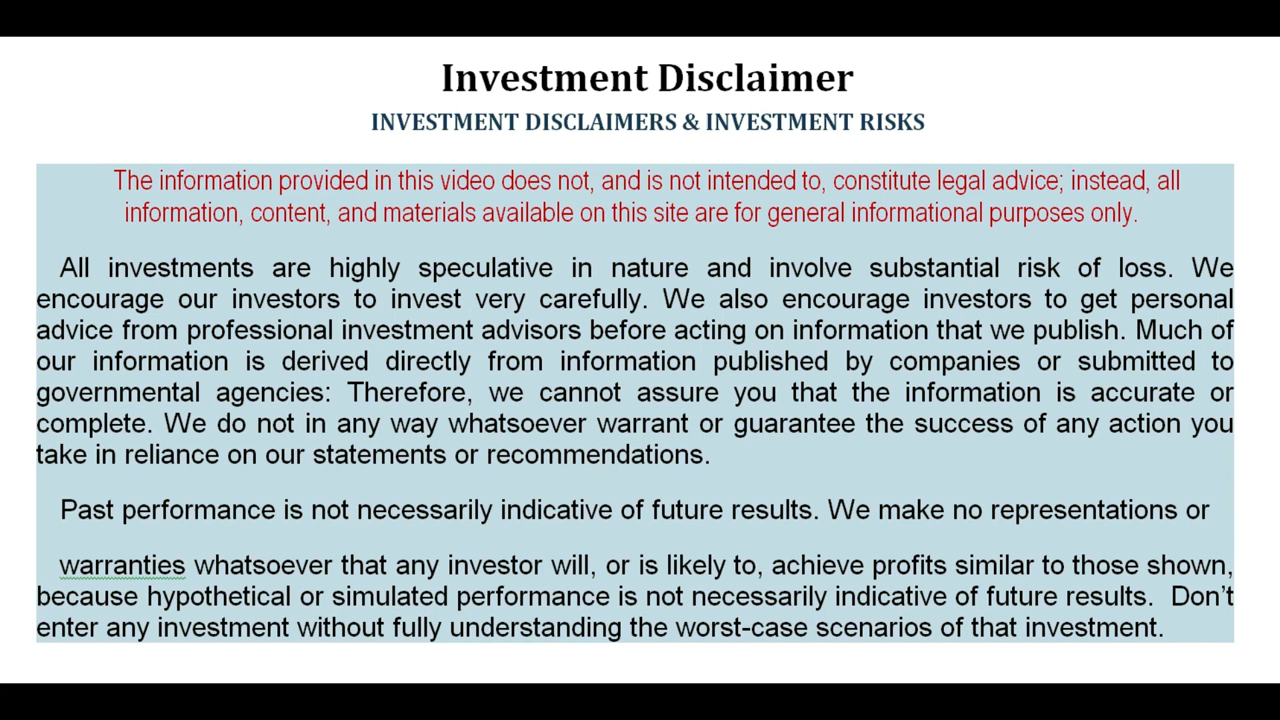 Investment Disclaimer
INVESTMENT DISCLAIMERS & INVESTMENT RISKS
The information provided in this video does not, and is not intended to, constitute legal advice; instead, all
information, content, and materials available on this site are for general informational purposes only.
All investments are highly speculative in nature and involve substantial risk of loss. We
encourage our investors to invest very carefully. We also encourage investors to get personal
advice from professional investment advisors before acting on information that we publish. Much of
our information is derived directly from information published by companies or submitted to
governmental agencies: Therefore, we cannot assure you that the information is accurate or
complete. We do not in any way whatsoever warrant or guarantee the success of any action you
take in reliance on our statements or recommendations.
Past performance is not necessarily indicative of future results. We make no representations or
warranties whatsoever that any investor will, or is likely to, achieve profits similar to those shown,
because hypothetical or simulated performance is not necessarily indicative of future results.  Don’t
enter any investment without fully understanding the worst-case scenarios of that investment.